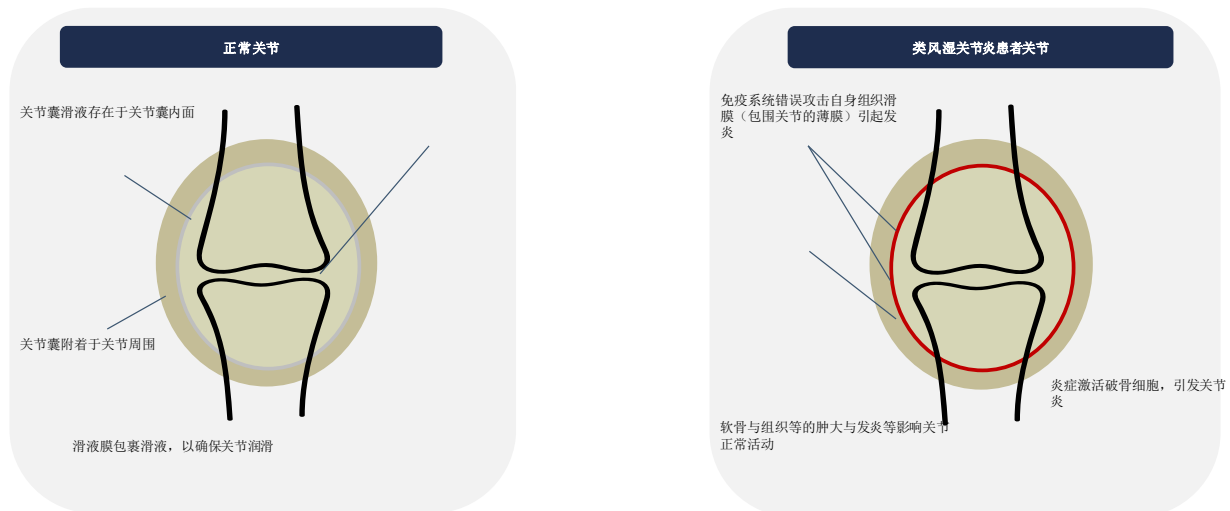 正常关节
关节囊滑液存在于关节囊内面
关节囊附着于关节周围
滑液膜包裹滑液，以确保关节润滑
类风湿关节炎患者关节
免疫系统错误攻击自身组织滑
膜（包围关节的薄膜）引起发
炎
炎症激活破骨细胞，引发关节
炎
软骨与组织等的肿大与发炎等影响关节
正常活动